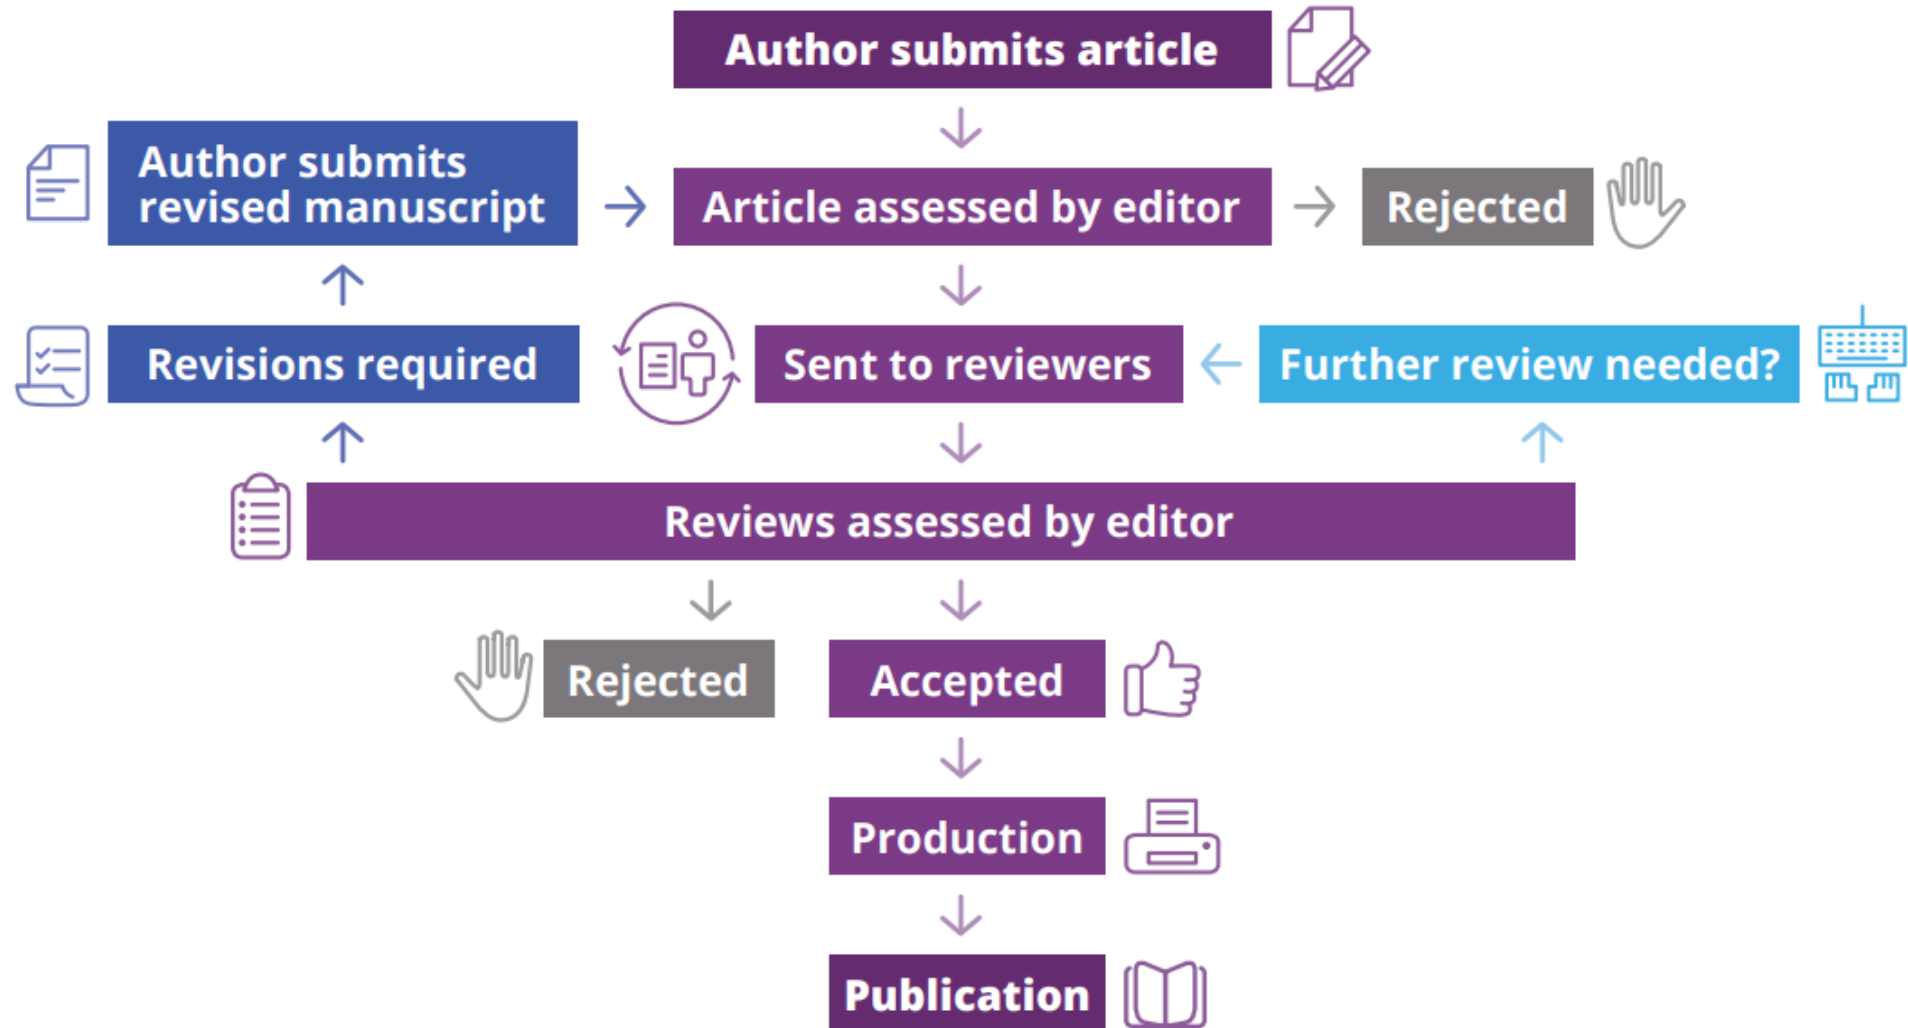 Author submits article
Author submits
revised manuscript
Article assessed by editor
Rejected
Revisions required
Sent to reviewers
Further review needed?
Reviews assessed by editor
Rejected
Accepted
Production
Publication